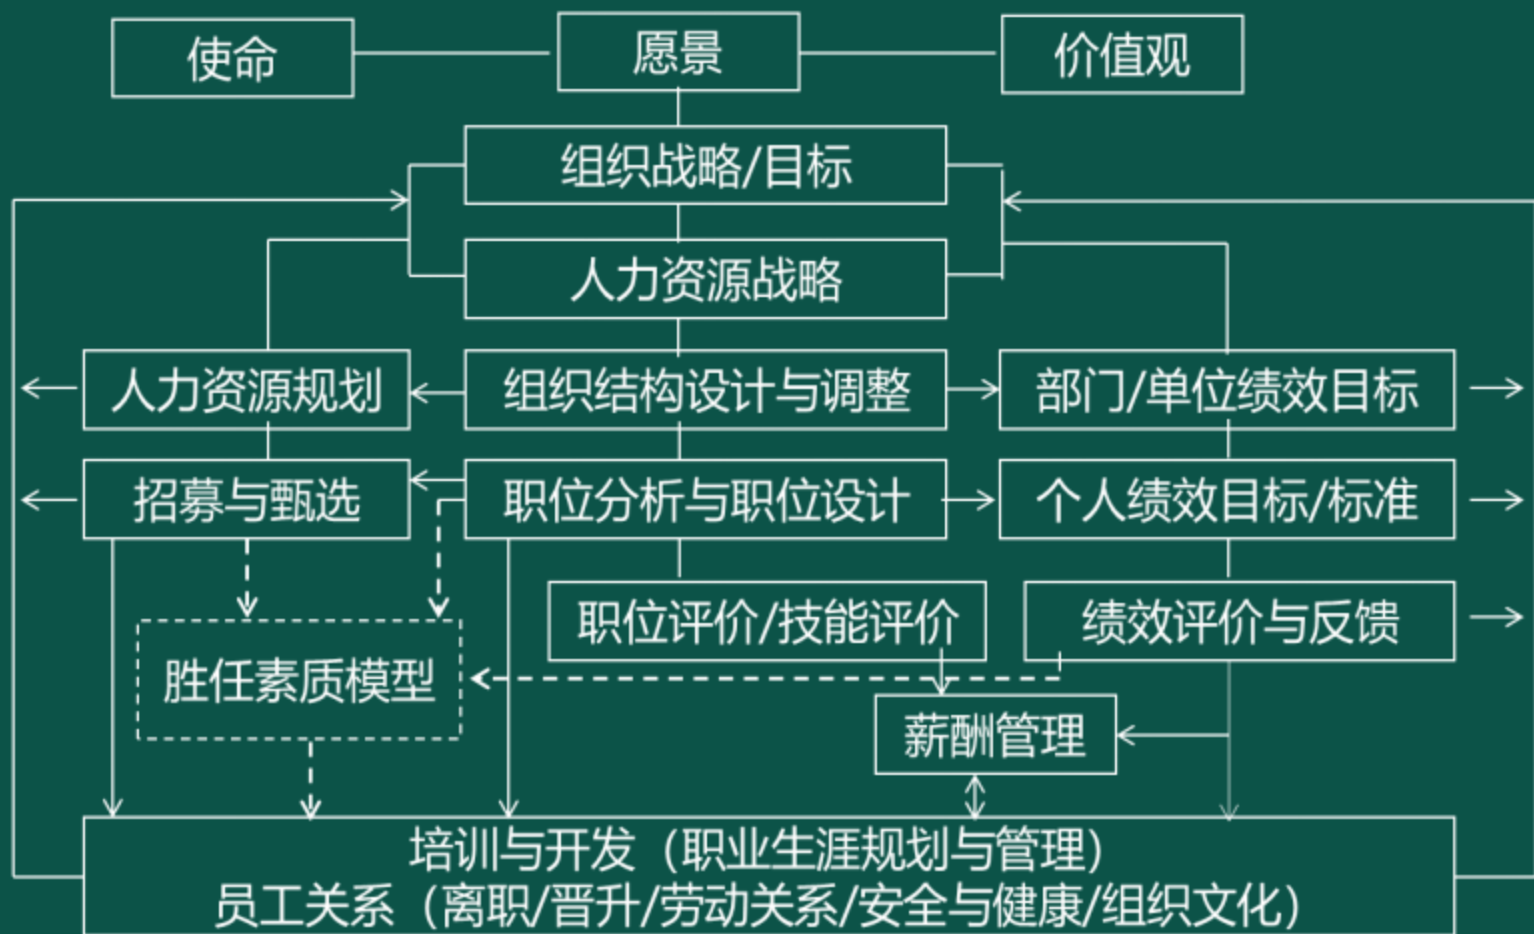 使命
愿景
价值观
组织战略/目标
人力资源战略
人力资源规划
组织结构设计与调整
部门/单位绩效目标
招募与甄选
职位分析与职位设计
个人绩效目标/标准
职位评价/技能评价
绩效评价与反馈
胜任素质模型
薪酬管理
培训与开发（职业生涯规划与管理）
员工关系（离职/晋升/劳动关系/安全与健康/组织文化）